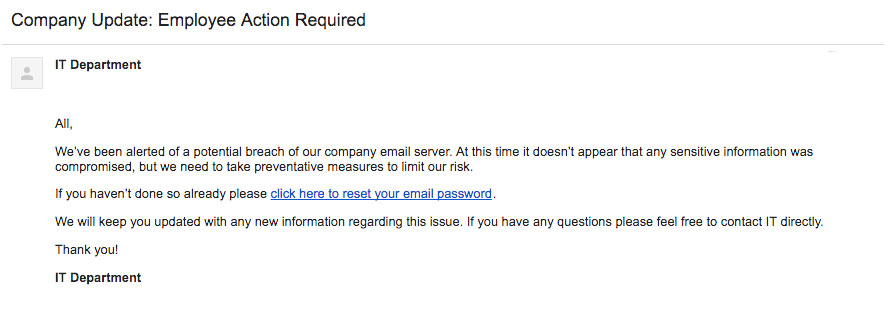 Company Update: Employee Action Required
IT Department
All,
We've been alerted of a potential breach of our company email server. At this time it doesn't appear that any sensitive information was
compromised, but we need to take preventative measures to limit our risk.
If you haven't done so already please click here to reset your email password.
We will keep you updated with any new information regarding this issue. If you have any questions please feel free to contact IT directly.
Thank you!
IT Department